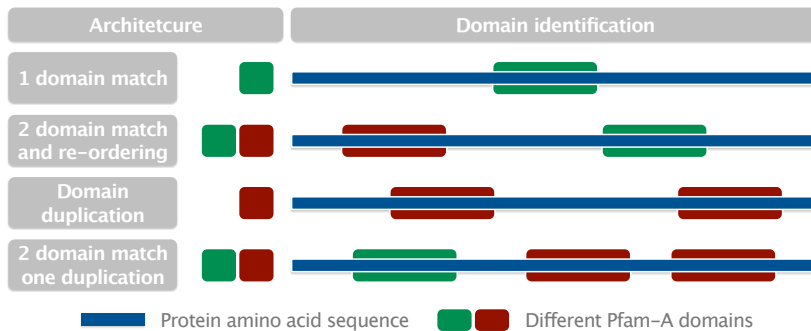 Architetcure
Domain identification
1 domain match
2 domain match
and re-ordering
Domain
duplication
2 domain match
one duplication
Protein amino acid sequence
Different Pfam-A domains